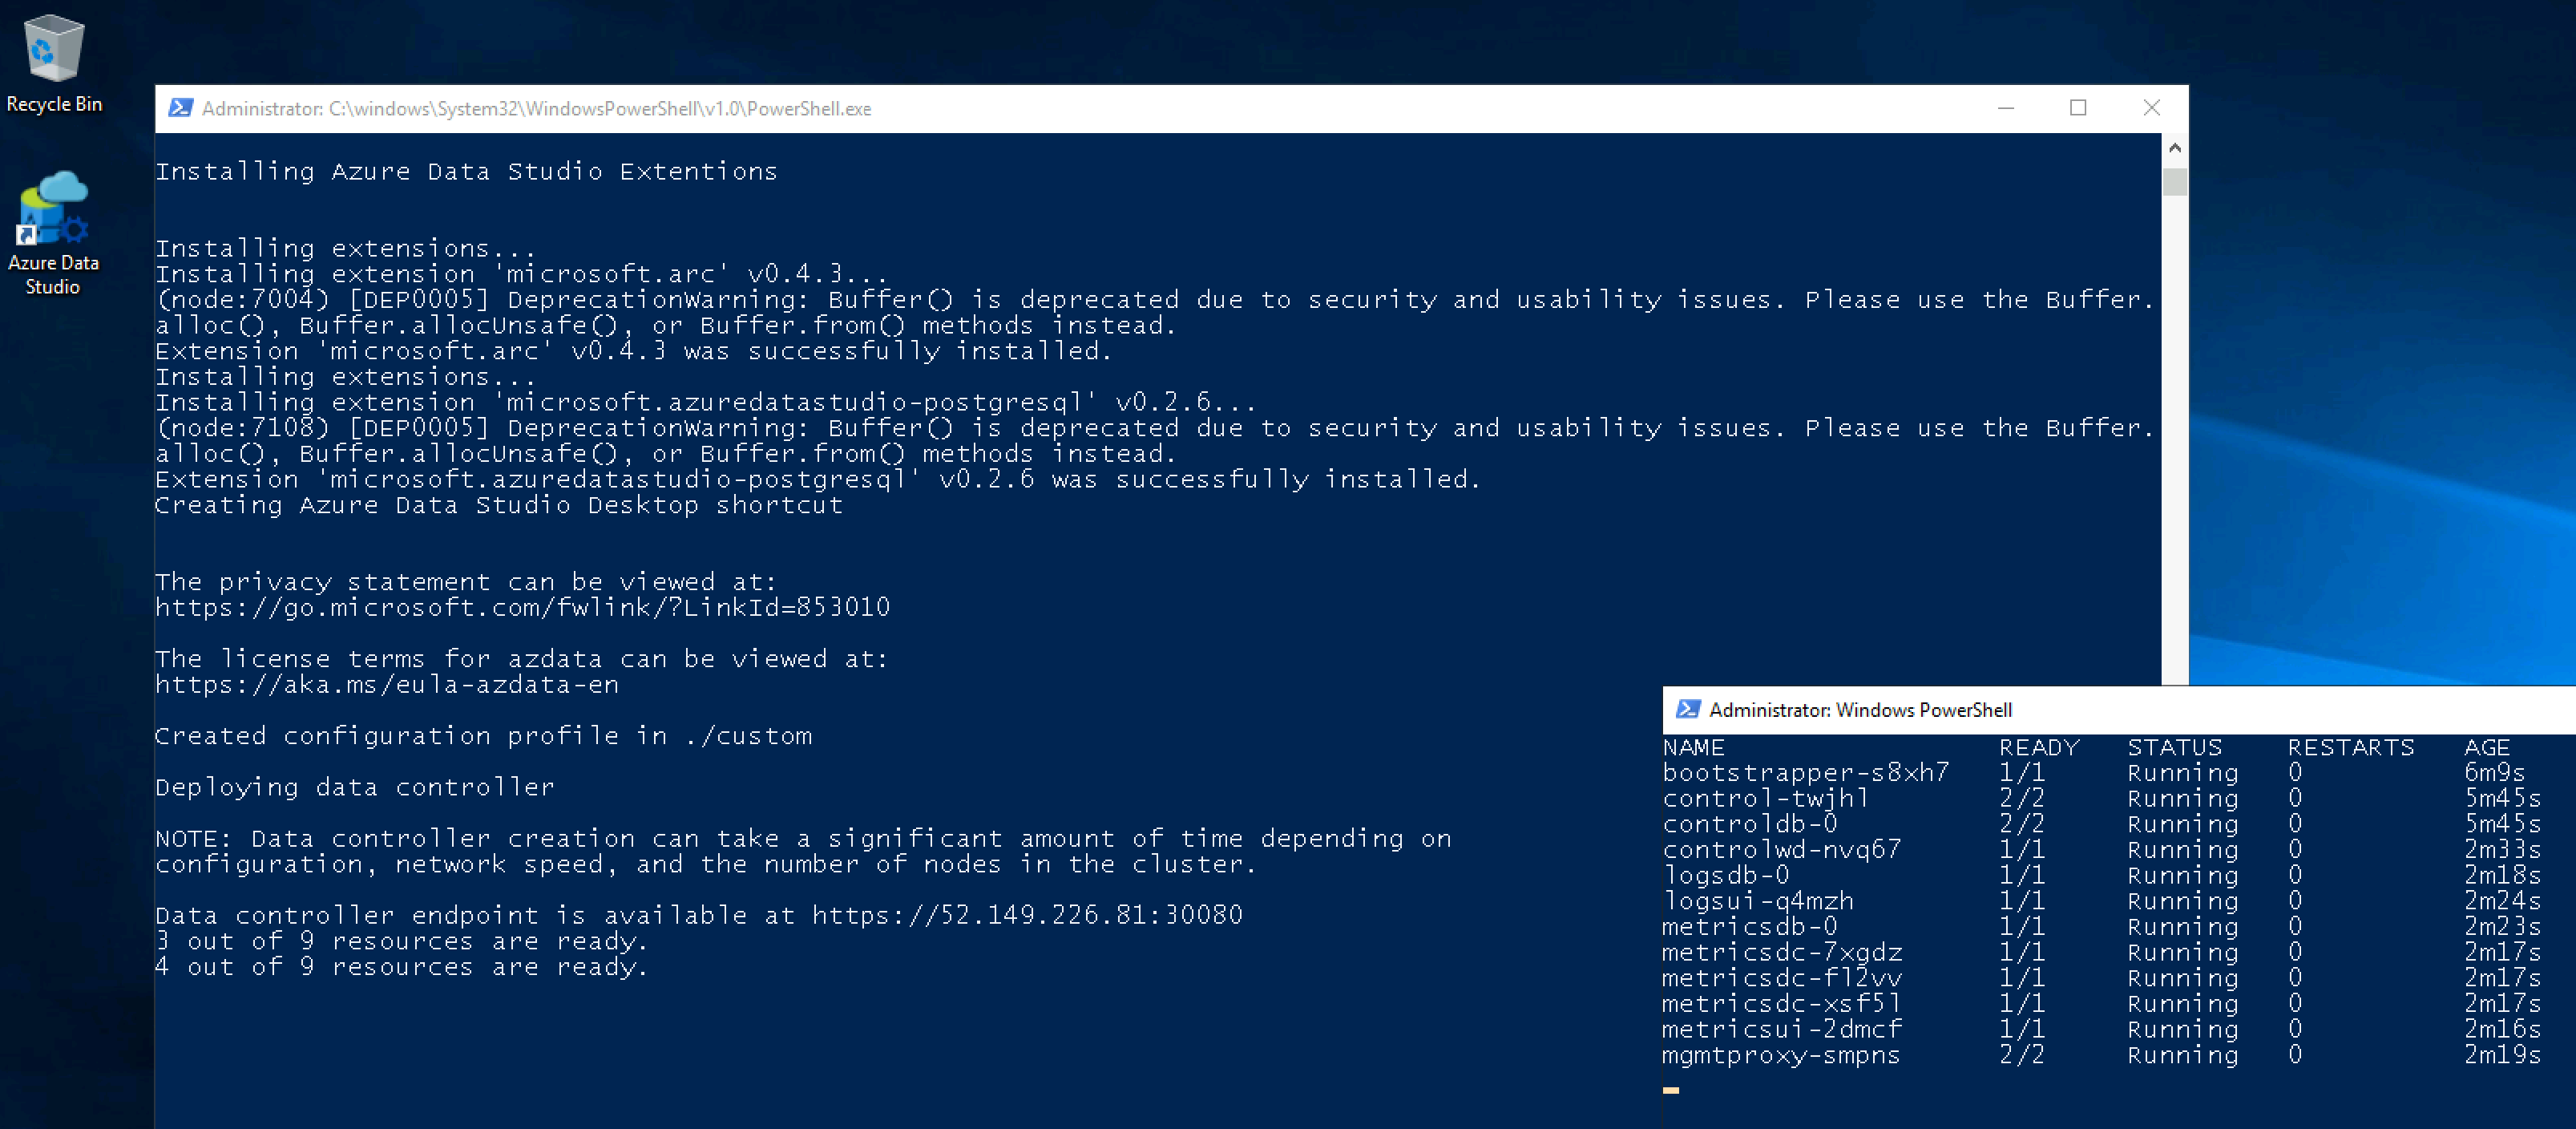 Recycle Bin
Azure Data
Studio
Administrator: C:\windows\System32\WindowsPowerShell\v1.0\PowerShell.exe
Installing Azure Data Studio Extentions
Installing extensions...
Installing extension 'microsoft.arc' v0.4.3...
(node:7004) [DEP0005] DeprecationWarning: Buffer() is deprecated due to security and usability issues. Please use the Buffer.
alloc(), Buffer.allocUnsafe(), or Buffer.from() methods instead.
Extension 'microsoft.arc' v0.4.3 was successfully installed.
Installing extensions...
Installing extension 'microsoft.azuredatastudio-postgresql' v0.2.6...
(node:7108) [DEP0005] DeprecationWarning: Buffer() is deprecated due to security and usability issues. Please use the Buffer.
alloc(), Buffer.allocUnsafe(), or Buffer.from() methods instead.
Extension 'microsoft.azuredatastudio-postgresql' v0.2.6 was successfully installed.
Creating Azure Data Studio Desktop shortcut
The privacy statement can be viewed at:
https://go.microsoft.com/fwlink/?LinkId=853010
The license terms for azdata can be viewed at:
https://aka.ms/eula-azdata-en
Created configuration profile in ./custom
Deploying data controller
NOTE: Data controller creation can take a significant amount of time depending on
configuration, network speed, and the number of nodes in the cluster.
Data controller endpoint is available at https://52.149.226.81:30080
3 out of 9 resources are ready.
4 out of 9 resources are ready.
Administrator: Windows PowerShell
NAME READY STATUS RESTARTS AGE
bootstrapper-s8xh7 1/1 Running 0 6m9s
control-twjhl 2/2 Running 0 5m45s
controldb-0 2/2 Running 0 5m45s
controlwd-nvq67 1/1 Running 0 2m33s
logsdb-0 1/1 Running 0 2m18s
logsui-q4mzh 1/1 Running 0 2m24s
metricsdb-0 1/1 Running 0 2m23s
metricsdc-7xgdz 1/1 Running 0 2m17s
metricsdc-fl2vv 1/1 Running 0 2m17s
metricsdc-xsf5l 1/1 Running 0 2m17s
metricsui-2dmcf 1/1 Running 0 2m16s
mgmtproxy-smpns 2/2 Running 0 2m19s